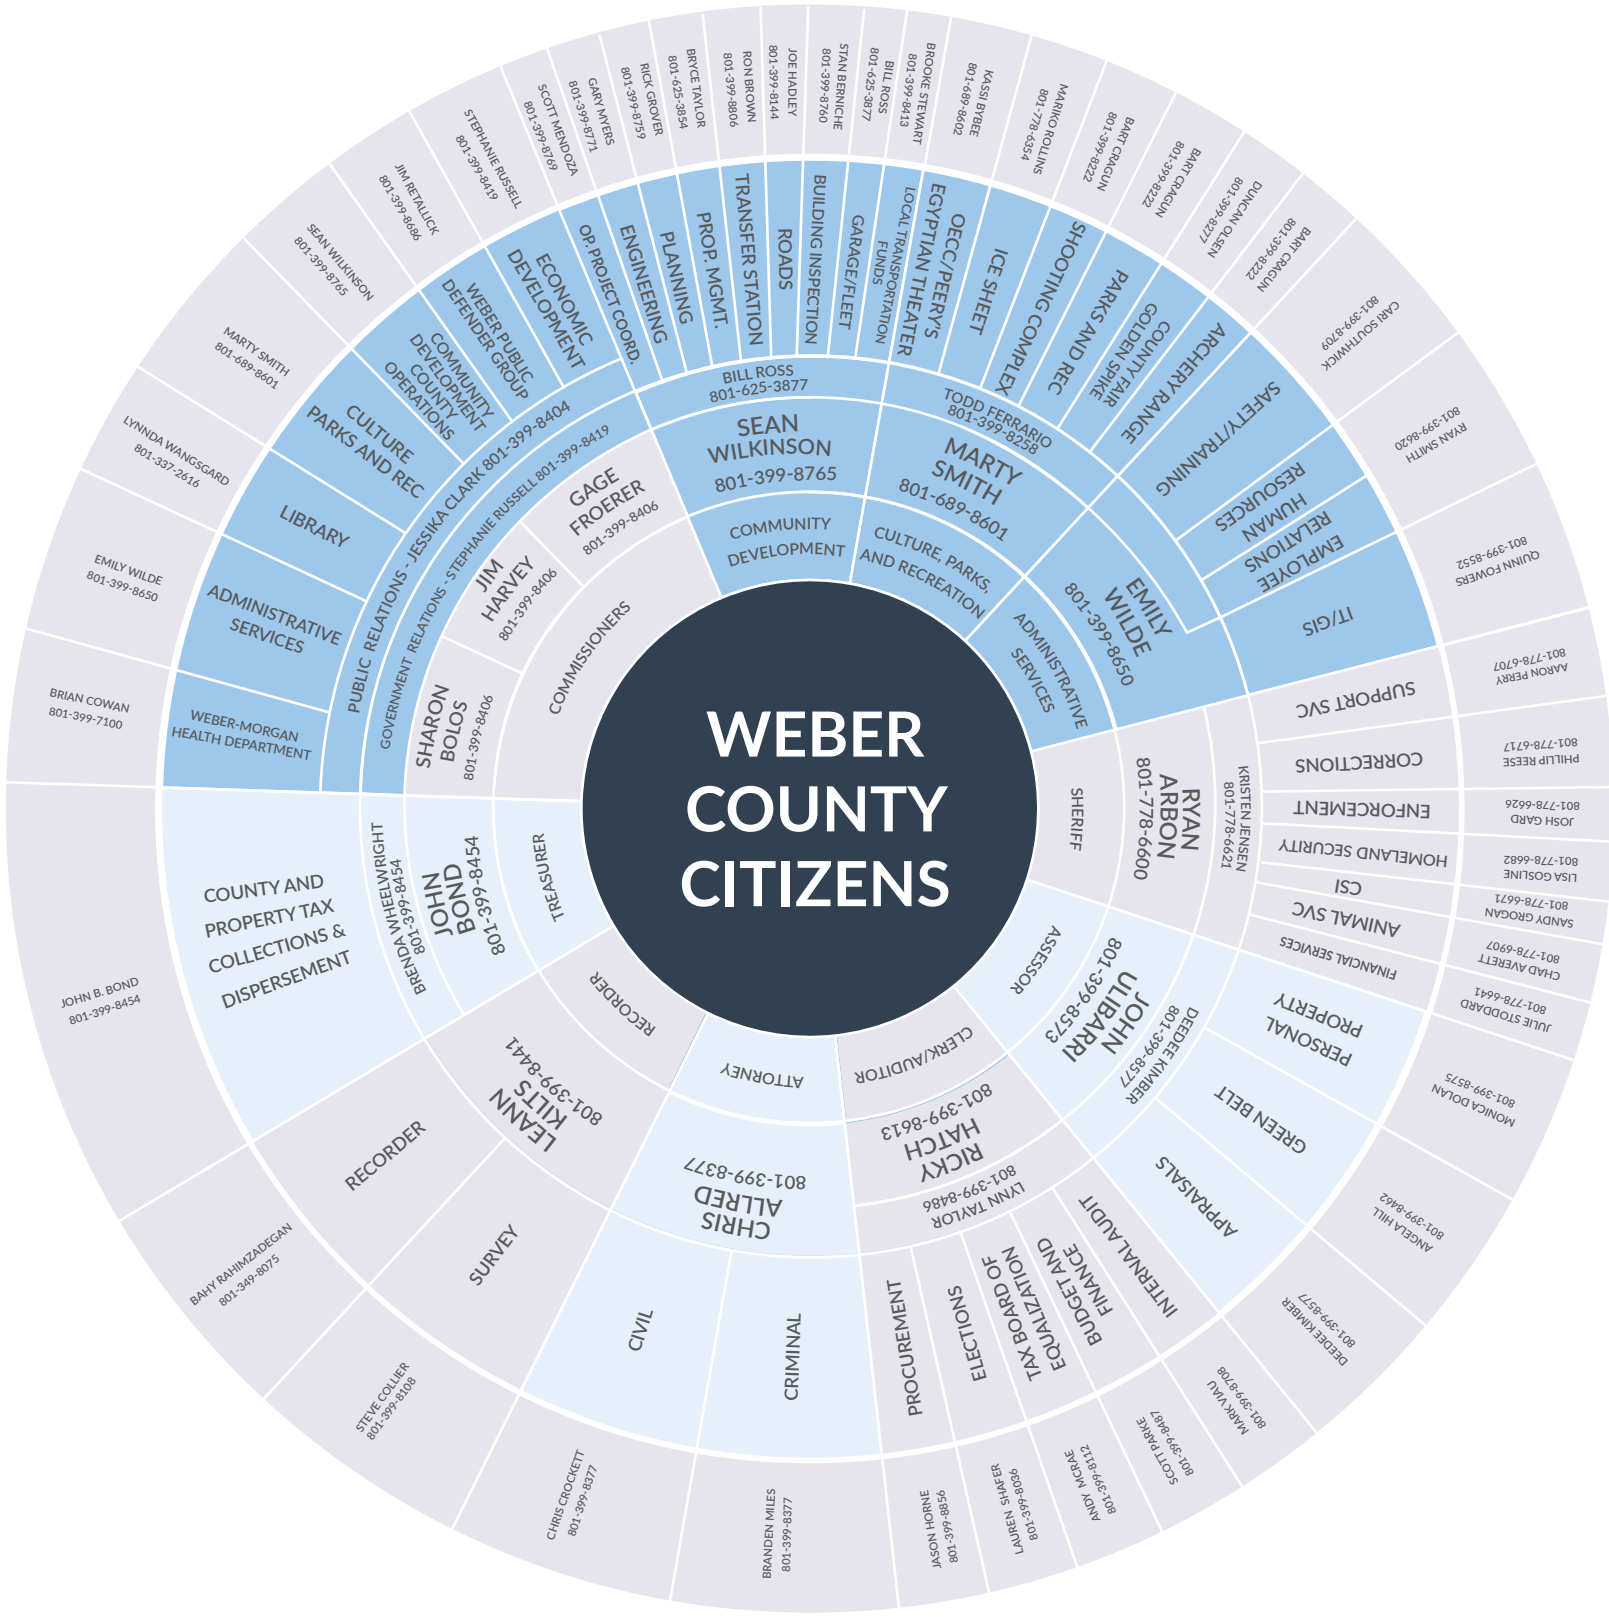 WEBER
COUNTY
CITIZENS
COMMISSIONERS
SHARON
BOLOS
801-399-8406
JIM
HARVEY
801-399-8406
GAGE
FROERER
801-399-8406
GOVERNMENT RELATIONS - STEPHANIE RUSSELL 801-399-8419
PUBLIC RELATIONS - JESSIKA CLARK 801-399-8404
WEBER-MORGAN
HEALTH DEPARTMENT
BRIAN COWAN
801-399-7100
ADMINISTRATIVE
SERVICES
EMILY WILDE
801-399-8650
LIBRARY
LYNNDA WANGSGARD
801-337-2616
CULTURE
PARKS AND REC
MARTY SMITH
801-689-8601
COMMUNITY
DEVELOPMENT
COUNTY
OPERATIONS
SEAN WILKINSON
801-399-8765
WEBER PUBLIC
DEFENDER GROUP
JIM RETALLICK
801-399-8686
ECONOMIC
DEVELOPMENT
STEPHANIE RUSSELL
801-399-8419
COMMUNITY
DEVELOPMENT
SEAN
WILKINSON
801-399-8765
BILL ROSS
801-625-3877
OP. PROJECT COORD.
SCOTT MENDOZA
801-399-8769
ENGINEERING
GARY MYERS
801-399-8771
PLANNING
RICK GROVER
801-399-8759
PROP. MGMT.
BRYCE TAYLOR
801-625-3854
TRANSFER STATION
RON BROWN
801-399-8806
ROADS
JOE HADLEY
801-399-8144
BUILDING INSPECTION
STAN BERNICHE
801-399-8760
GARAGE/FLEET
BILL ROSS
801-625-3877
LOCAL TRANSPORTATION
FUNDS
BROOKE STEWART
801-399-8413
CULTURE, PARKS,
AND RECREATION
MARTY
SMITH
801-689-8601
TODD FERRARIO
801-399-8258
OECC/PEERY'S
EGYPTIAN THEATER
KASSI BYBEE
801-689-8602
ICE SHEET
MARIKO ROLLINS
801-778-6354
SHOOTING COMPLEX
BART CRAGUN
801-399-8222
PARKS AND REC
BART CRAGUN
801-399-8222
COUNTY FAIR
GOLDEN SPIKE
DUNCAN OLSEN
801-399-8277
ARCHERY RANGE
BART CRAGUN
801-399-8222
ADMINISTRATIVE
SERVICES
EMILY
WILDE
801-399-8650
SAFETY/TRAINING
CARI SOUTHWICK
801-399-8709
HUMAN
RESOURCES
RYAN SMITH
801-399-8620
EMPLOYEE
RELATIONS
IT/GIS
QUINN FOWERS
801-399-8552
SHERIFF
RYAN
ARBON
801-778-6600
KRISTEN JENSEN
801-778-6621
SUPPORT SVC
AARON PERRY
801-778-6707
CORRECTIONS
PHILLIP REESE
801-778-6717
ENFORCEMENT
JOSH GARD
801-778-6626
HOMELAND SECURITY
LISA GOSLINE
801-778-6682
CSI
SANDY GROGAN
801-778-6671
ANIMAL SVC
CHAD AVERETT
801-778-6907
FINANCIAL SERVICES
JULIE STODDARD
801-778-6641
ASSESSOR
JOHN
ULIBARRI
801-399-8573
DEEDEE KIMBER
801-399-8577
PERSONAL
PROPERTY
MONICA DOLAN
801-399-8575
GREEN BELT
ANGELA HILL
801-399-8462
APPRAISALS
DEEDEE KIMBER
801-399-8577
CLERK/AUDITOR
RICKY
HATCH
801-399-8613
LYNN TAYLOR
801-399-8486
INTERNAL AUDIT
MARK VIAU
801-399-8708
BUDGET AND
FINANCE
SCOTT PARKE
801-399-8487
TAX BOARD OF
EQUALIZATION
ANDY MCRAE
801-399-8112
ELECTIONS
LAUREN SHAFER
801-399-8036
PROCUREMENT
JASON HORNE
801-399-8856
ATTORNEY
CHRIS
ALLRED
801-399-8377
CRIMINAL
BRANDEN MILES
801-399-8377
CIVIL
CHRIS CROCKETT
801-399-8377
RECORDER
LEANN
KILTS
801-399-8441
SURVEY
STEVE COLLIER
801-399-8108
RECORDER
BAHY RAHIMZADEGAN
801-349-8075
TREASURER
JOHN
BOND
801-399-8454
BRENDA WHEELWRIGHT
801-399-8454
COUNTY AND
PROPERTY TAX
COLLECTIONS &
DISPERSEMENT
JOHN B. BOND
801-399-8454